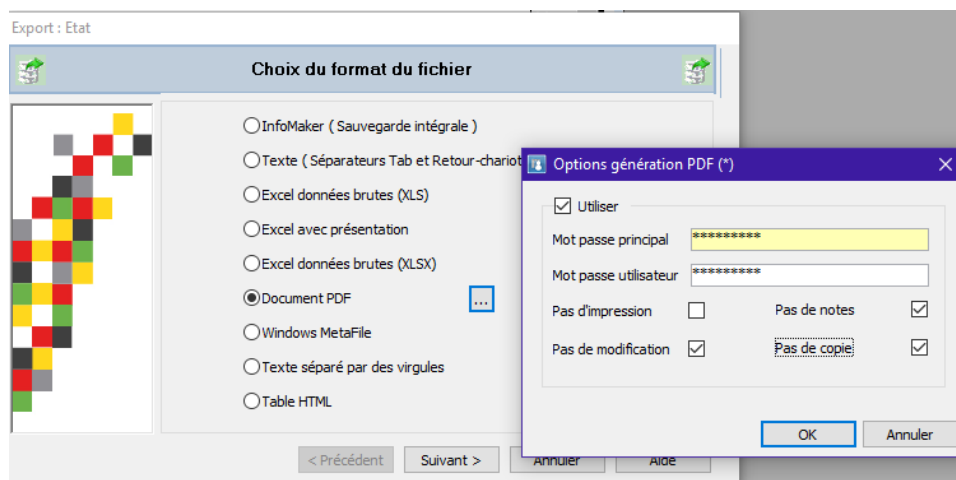 Export : Etat
Choix du format du fichier
InfoMaker ( Sauvegarde intégrale )
Texte ( Séparateurs Tab et Retour-chariot
Excel données brutes (XLS)
Excel avec présentation
Excel données brutes (XLSX)
Document PDF
...
Windows MetaFile
Texte séparé par des virgules
Table HTML
< Précédent
Suivant >
Annuler
Aide
Options génération PDF (*)
Utiliser
Mot passe principal
*********
Mot passe utilisateur
*********
Pas d'impression
Pas de notes
Pas de modification
Pas de copie
OK
Annuler